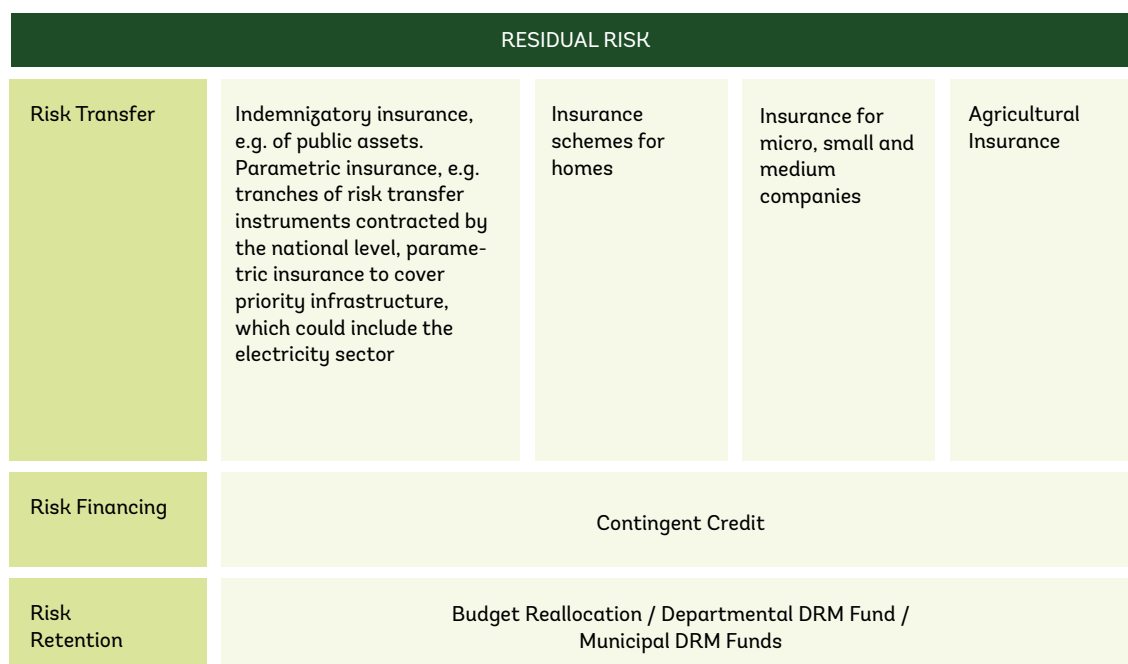 RESIDUAL RISK
Risk Transfer
Indemnizatory insurance,
e.g. of public assets.
Parametric insurance, e.g.
tranches of risk transfer
instruments contracted by
the national level, parame-
tric insurance to cover
priority infrastructure,
which could include the
electricity sector
Insurance
schemes for
homes
Insurance for
micro, small and
medium
companies
Agricultural
Insurance
Risk Financing
Contingent Credit
Risk
Retention
Budget Reallocation / Departmental DRM Fund /
Municipal DRM Funds